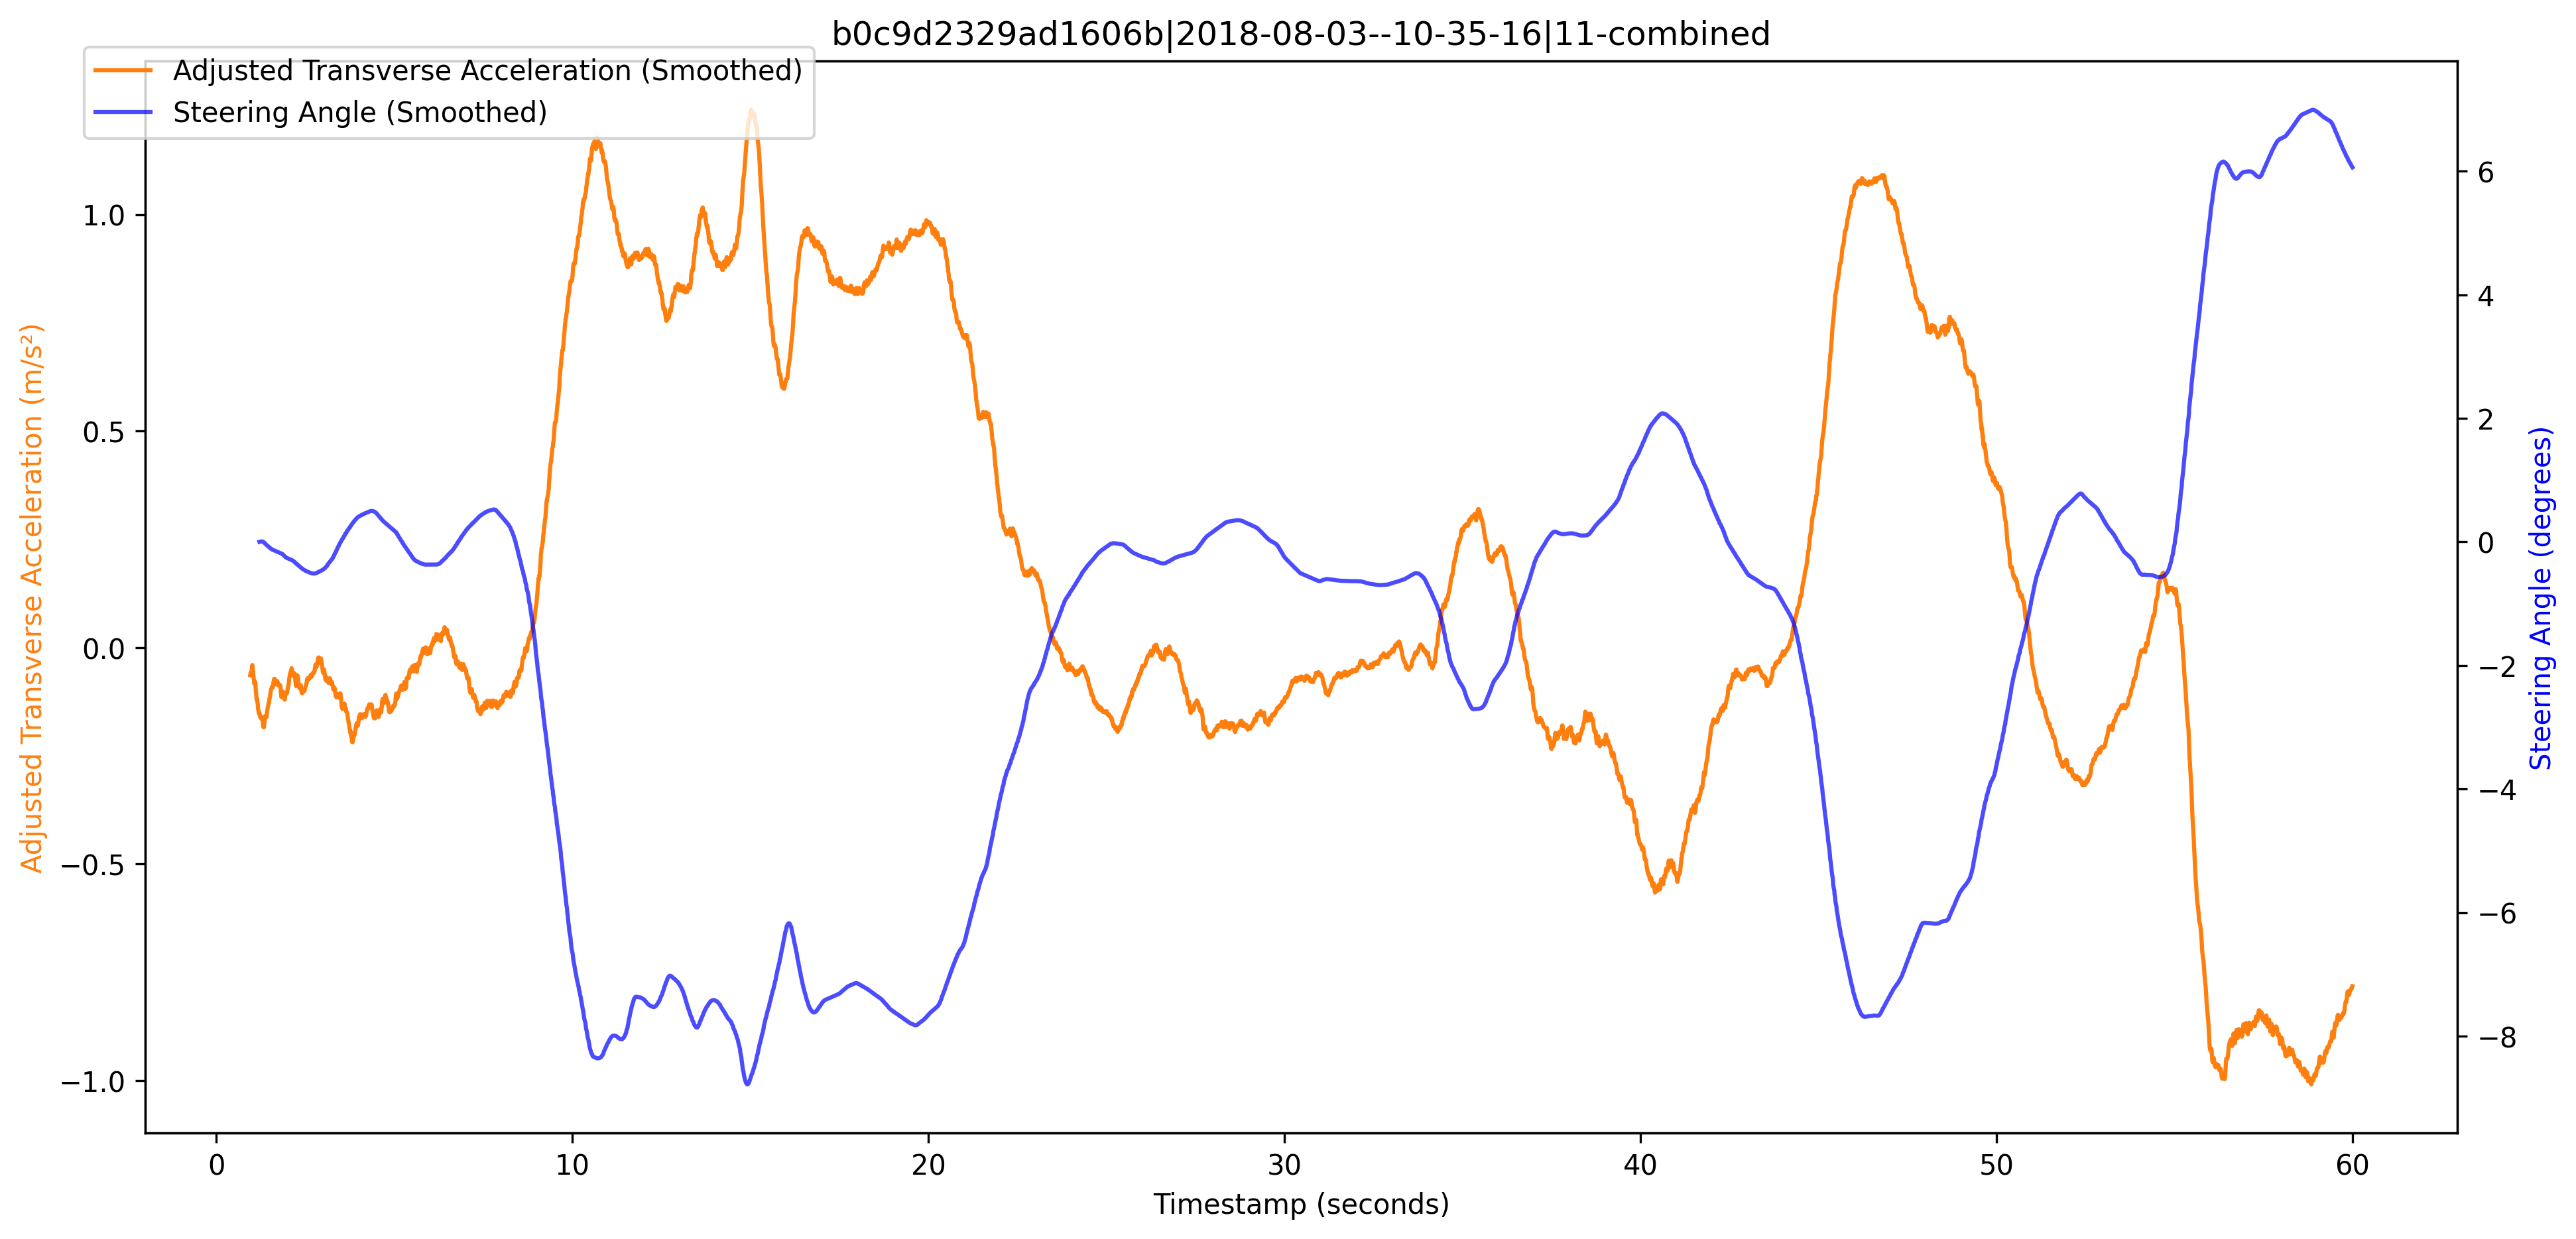 b0c9d2329ad1606b|2018-08-03--10-35-16|11-combined
Adjusted Transverse Acceleration (Smoothed)
Steering Angle (Smoothed)
Adjusted Transverse Acceleration (m/s²)
1.0
0.5
0.0
−0.5
−1.0
6
4
2
0
−2
−4
−6
−8
Steering Angle (degrees)
0 10 20 30 40 50 60
Timestamp (seconds)